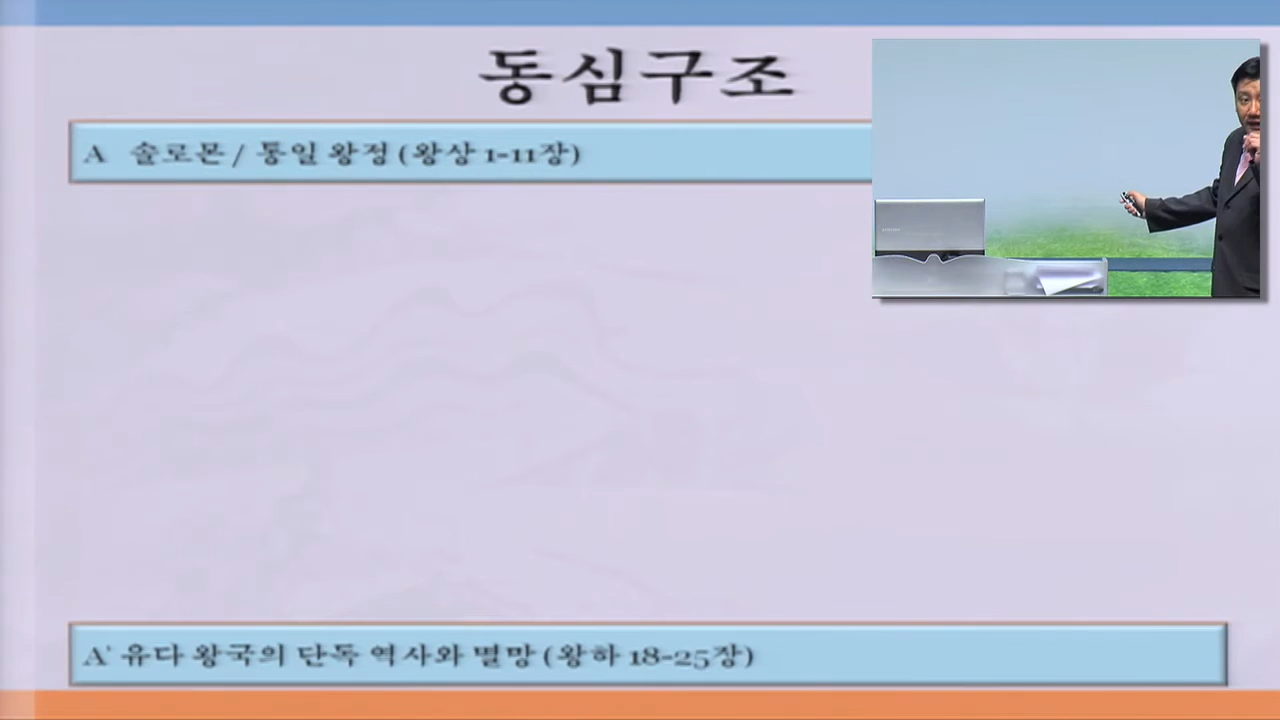 동심구조
A 솔로몬 / 통일 왕정 (왕상 1-11장)
A' 유다 왕국의 단독 역사와 멸망 (왕하 18-25장)